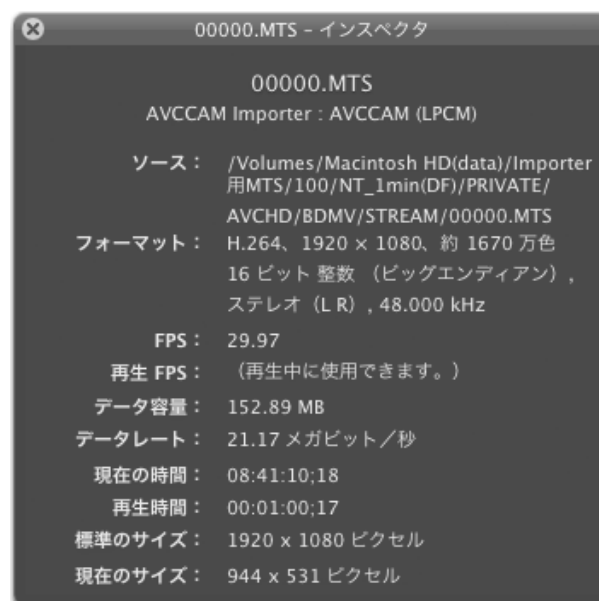 00000.MTS – インスペクタ
00000.MTS
AVCCAM Importer : AVCCAM (LPCM)
ソース： /Volumes/Macintosh HD(data)/Importer
用MTS/100/NT_1min(DF)/PRIVATE/
AVCHD/BDMV/STREAM/00000.MTS
フォーマット： H.264、1920 × 1080、約 1670 万色
16 ビット 整数 （ビッグエンディアン）,
ステレオ（L R）, 48.000 kHz
FPS： 29.97
再生 FPS： （再生中に使用できます。）
データ容量： 152.89 MB
データレート： 21.17 メガビット／秒
現在の時間： 08:41:10;18
再生時間： 00:01:00;17
標準のサイズ： 1920 x 1080 ピクセル
現在のサイズ： 944 x 531 ピクセル